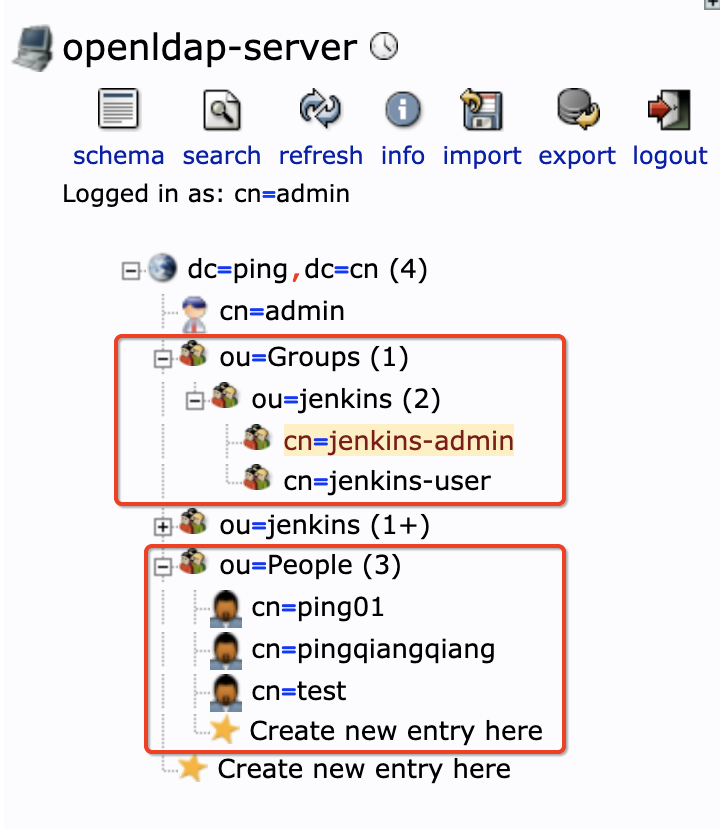 openldap-server
schema search refresh info import export logout
Logged in as: cn=admin
dc=ping,dc=cn (4)
cn=admin
ou=Groups (1)
ou=jenkins (2)
cn=jenkins-admin
cn=jenkins-user
ou=jenkins (1+)
ou=People (3)
cn=ping01
cn=pingqiangqiang
cn=test
Create new entry here
Create new entry here